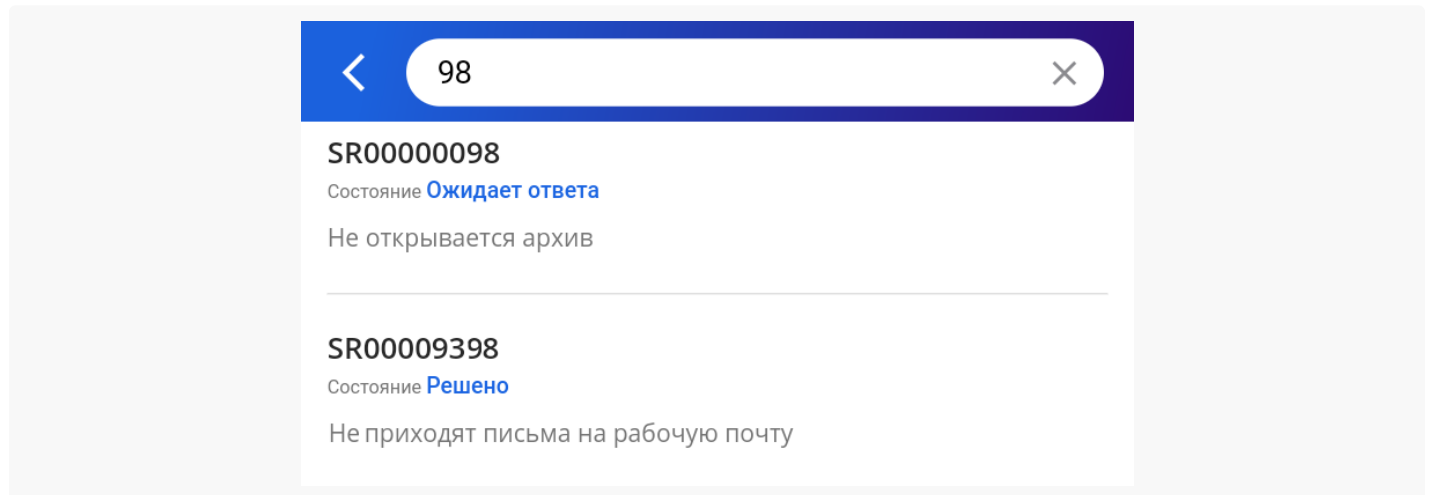 98
SR00000098
Состояние Ожидает ответа
Не открывается архив
SR00009398
Состояние Решено
Не приходят письма на рабочую почту